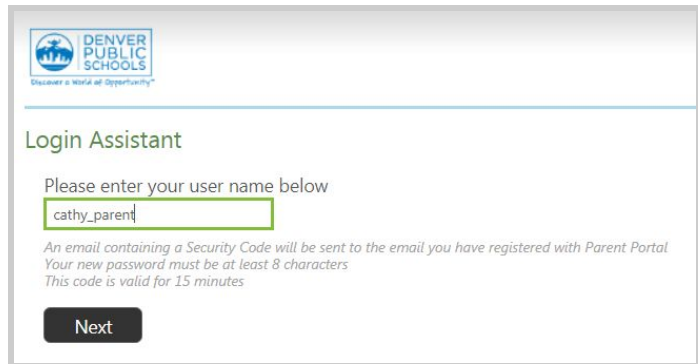 DENVER
PUBLIC
SCHOOLS
Discover a World of Opportunity™
Login Assistant
Please enter your user name below
cathy_parent
An email containing a Security Code will be sent to the email you have registered with Parent Portal
Your new password must be at least 8 characters
This code is valid for 15 minutes
Next